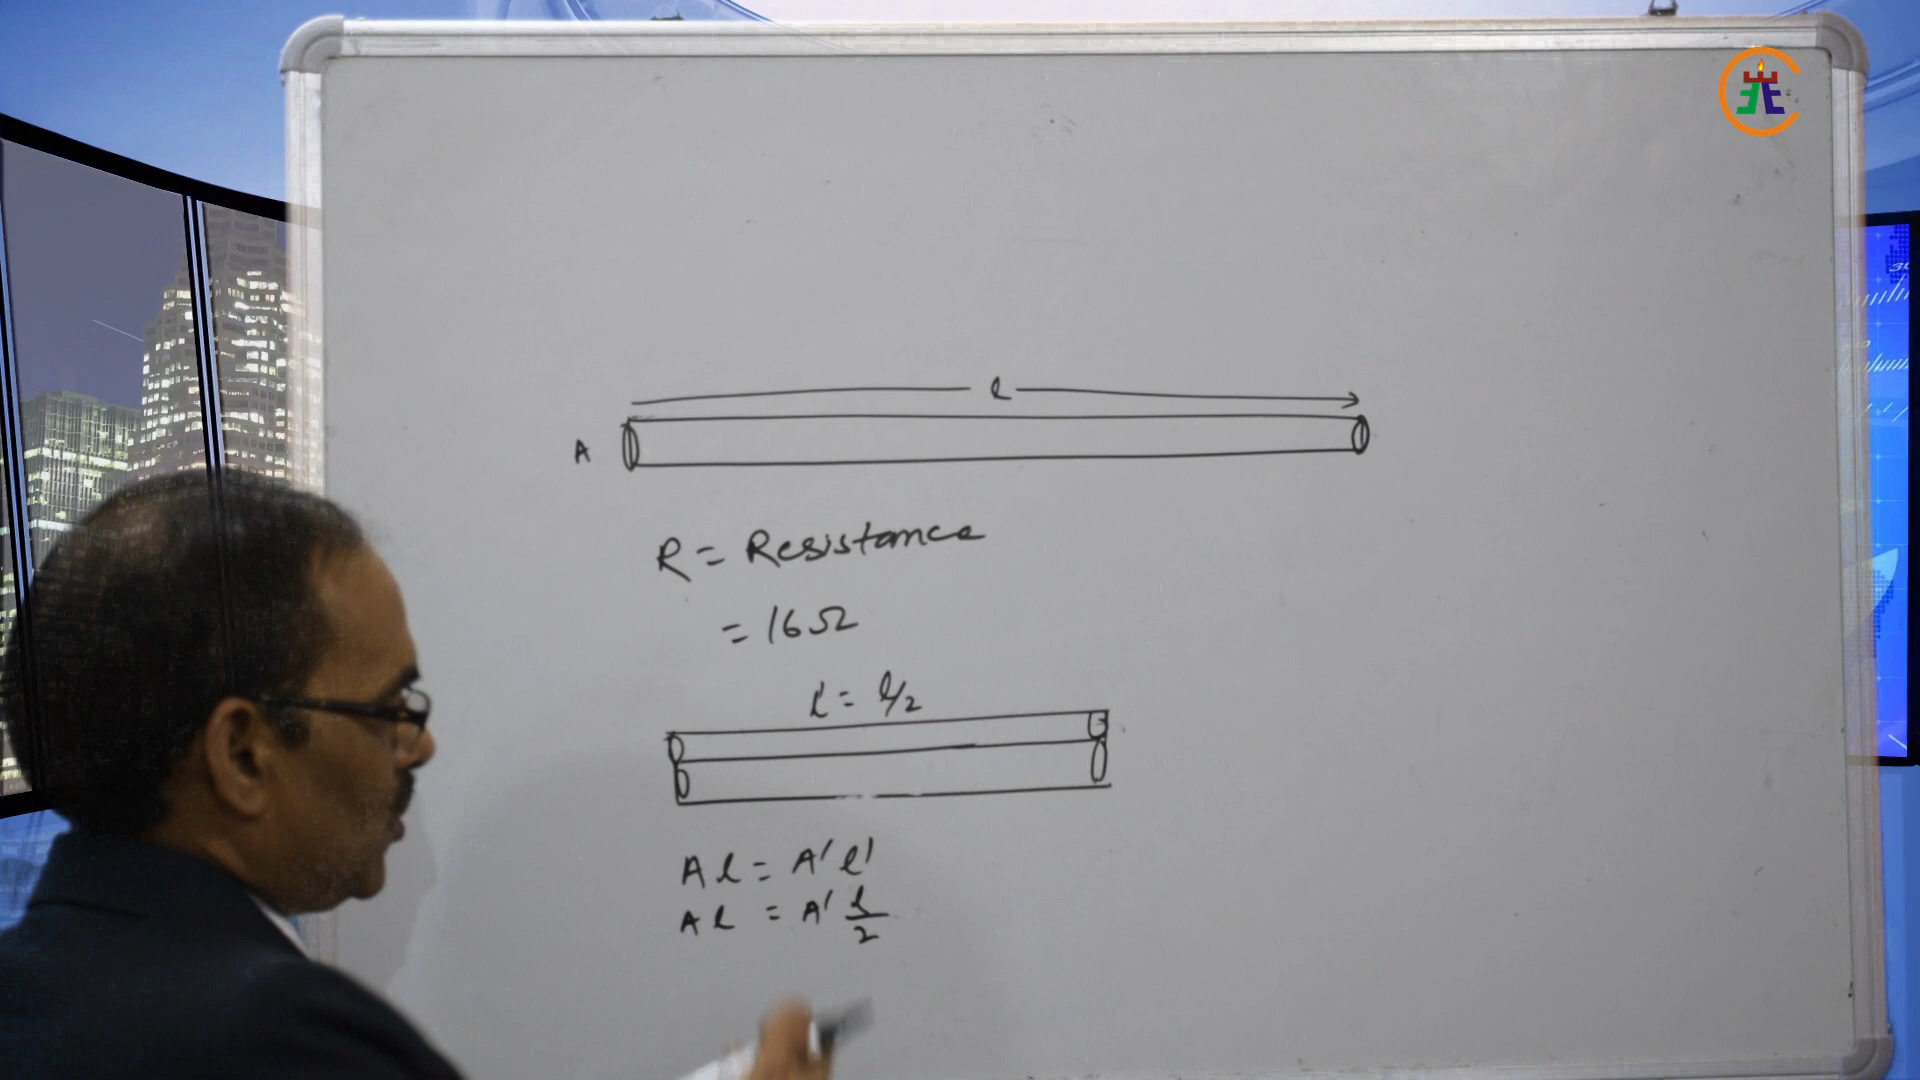 l
A
R = Resistance
= 16Ω
l' = l/2
A l = A' l'
A l = A' l/2